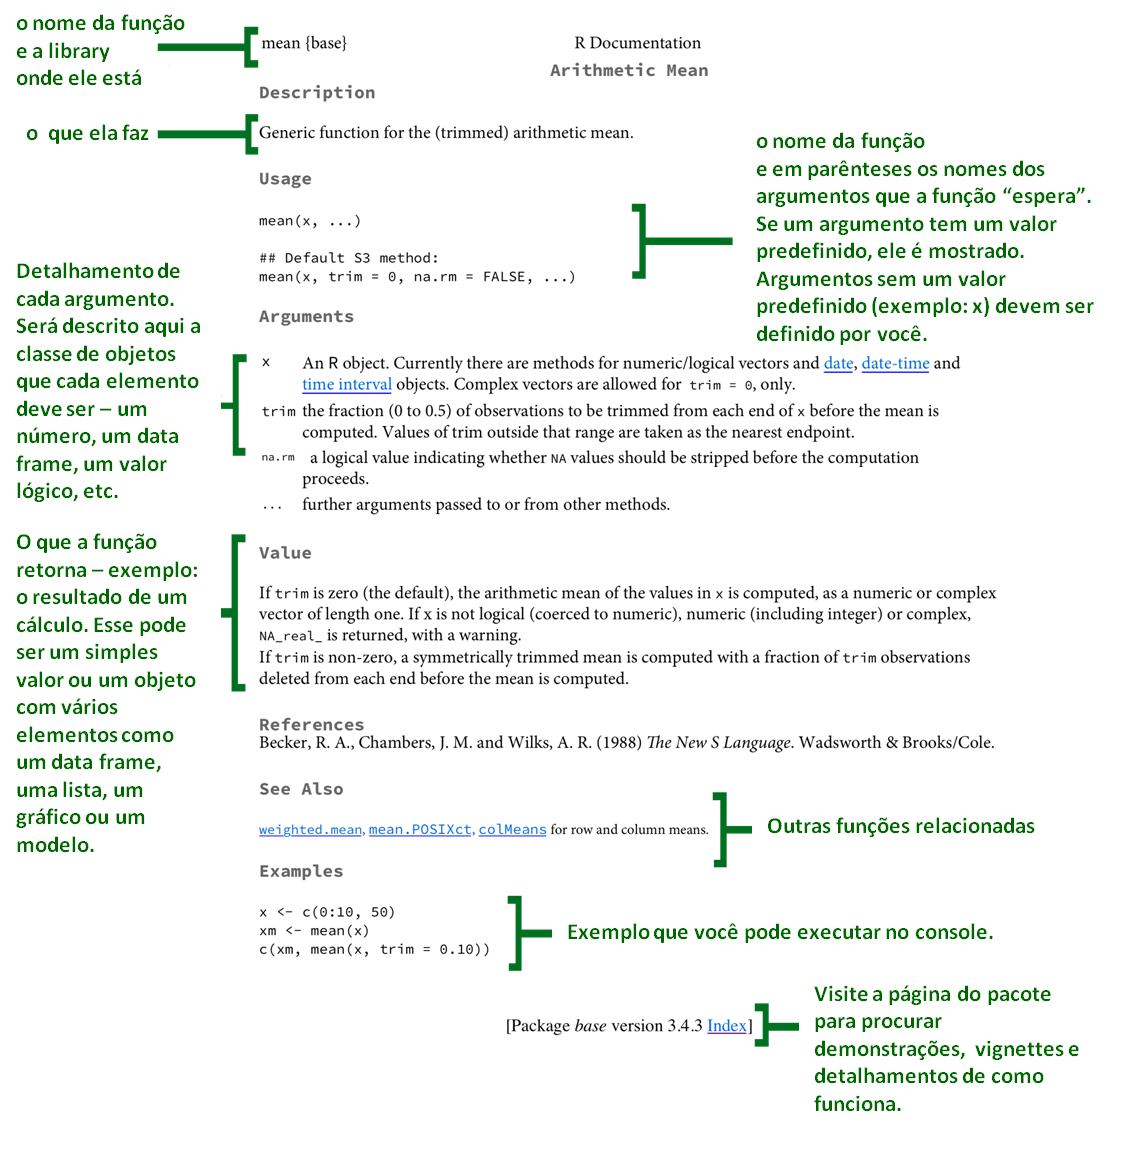 o nome da função
e a library
onde ele está
mean {base}
R Documentation
Arithmetic Mean
Description
o que ela faz
Generic function for the (trimmed) arithmetic mean.
o nome da função
e em parênteses os nomes dos
argumentos que a função “espera”.
Se um argumento tem um valor
predefinido, ele é mostrado.
Argumentos sem um valor
predefinido (exemplo: x) devem ser
definido por você.
Usage
mean(x, ...)
## Default S3 method:
mean(x, trim = 0, na.rm = FALSE, ...)
Detalhamento de
cada argumento.
Será descrito aqui a
classe de objetos
que cada elemento
deve ser – um
número, um data
frame, um valor
lógico, etc.
Arguments
x An R object. Currently there are methods for numeric/logical vectors and date, date-time and
time interval objects. Complex vectors are allowed for trim = 0, only.
trim the fraction (0 to 0.5) of observations to be trimmed from each end of x before the mean is
computed. Values of trim outside that range are taken as the nearest endpoint.
na.rm a logical value indicating whether NA values should be stripped before the computation
proceeds.
... further arguments passed to or from other methods.
O que a função
retorna – exemplo:
o resultado de um
cálculo. Esse pode
ser um simples
valor ou um objeto
com vários
elementos como
um data frame,
uma lista, um
gráfico ou um
modelo.
Value
If trim is zero (the default), the arithmetic mean of the values in x is computed, as a numeric or complex
vector of length one. If x is not logical (coerced to numeric), numeric (including integer) or complex,
NA_real_ is returned, with a warning.
If trim is non-zero, a symmetrically trimmed mean is computed with a fraction of trim observations
deleted from each end before the mean is computed.
References
Becker, R. A., Chambers, J. M. and Wilks, A. R. (1988) The New S Language. Wadsworth & Brooks/Cole.
See Also
weighted.mean, mean.POSIXct, colMeans for row and column means.
Outras funções relacionadas
Examples
x <- c(0:10, 50)
xm <- mean(x)
c(xm, mean(x, trim = 0.10))
Exemplo que você pode executar no console.
[Package base version 3.4.3 Index]
Visite a página do pacote
para procurar
demonstrações, vignettes e
detalhamentos de como
funciona.